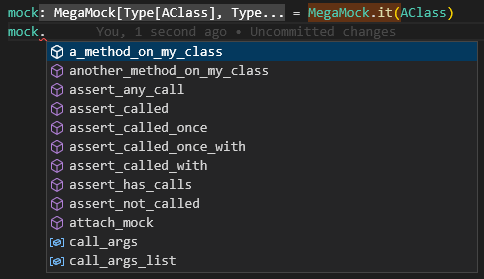 mock: MegaMock[Type[AClass], Type... = MegaMock.it(AClass)
mock. You, 1 second ago • Uncommitted changes
a_method_on_my_class
another_method_on_my_class
assert_any_call
assert_called
assert_called_once
assert_called_once_with
assert_called_with
assert_has_calls
assert_not_called
attach_mock
call_args
call_args_list